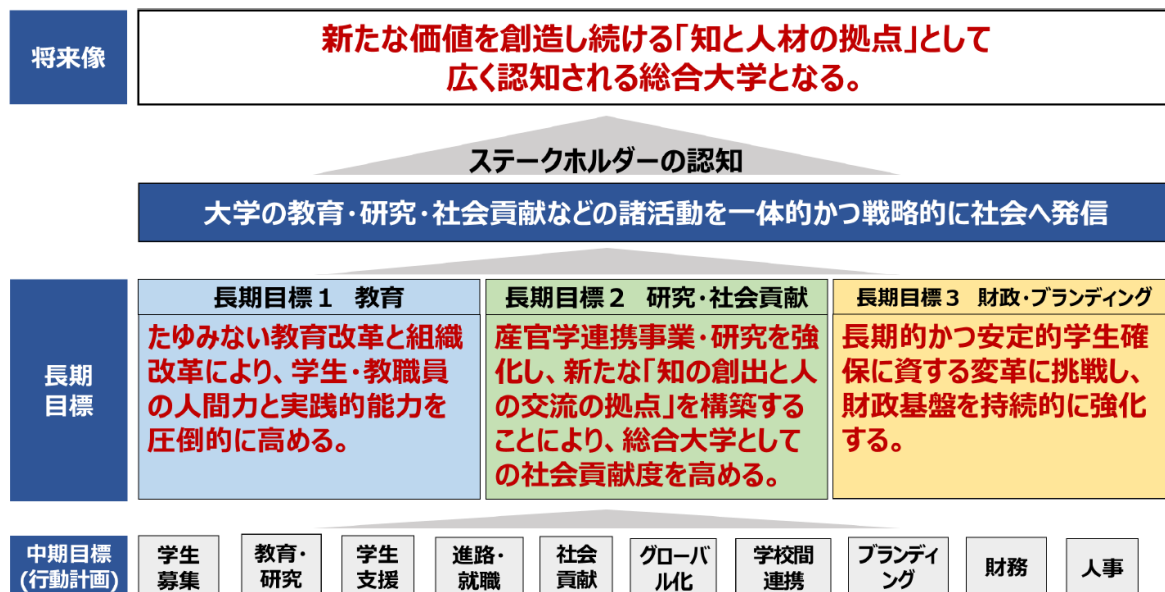 将来像
新たな価値を創造し続ける「知と人材の拠点」として
広く認知される総合大学となる。
ステークホルダーの認知
大学の教育・研究・社会貢献などの諸活動を一体的かつ戦略的に社会へ発信
長期
目標
長期目標１　教育
たゆみない教育改革と組織
改革により、学生・教職員
の人間力と実践的能力を
圧倒的に高める。
長期目標２　研究・社会貢献
産官学連携事業・研究を強
化し、新たな「知の創出と人
の交流の拠点」を構築する
ことにより、総合大学として
の社会貢献度を高める。
長期目標３　財政・ブランディング
長期的かつ安定的学生確
保に資する変革に挑戦し、
財政基盤を持続的に強化
する。
中期目標
(行動計画)
学生
募集
教育・
研究
学生
支援
進路・
就職
社会
貢献
グローバ
ル化
学校間
連携
ブランディ
ング
財務
人事